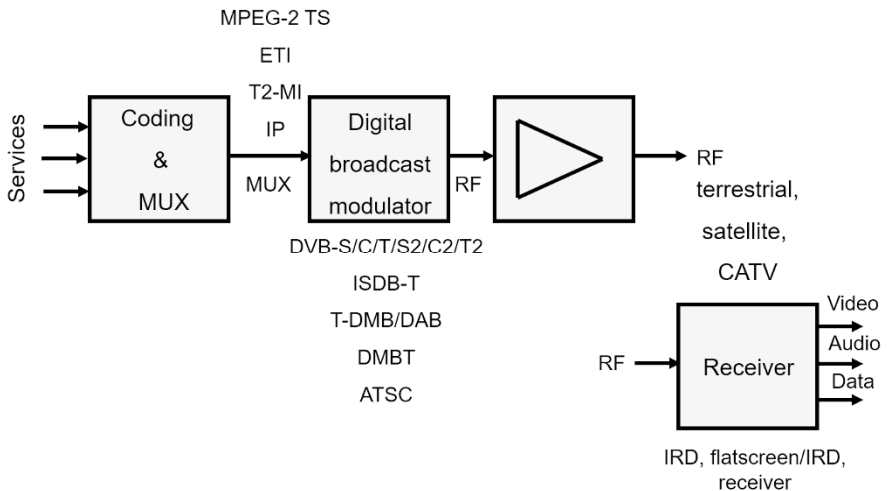 MPEG-2 TS
ETI
T2-MI
IP
MUX
Services
Coding
&
MUX
Digital
broadcast
modulator
RF
RF
terrestrial,
satellite,
CATV
DVB-S/C/T/S2/C2/T2
ISDB-T
T-DMB/DAB
DMBT
ATSC
RF
Receiver
Video
Audio
Data
IRD, flatscreen/IRD,
receiver